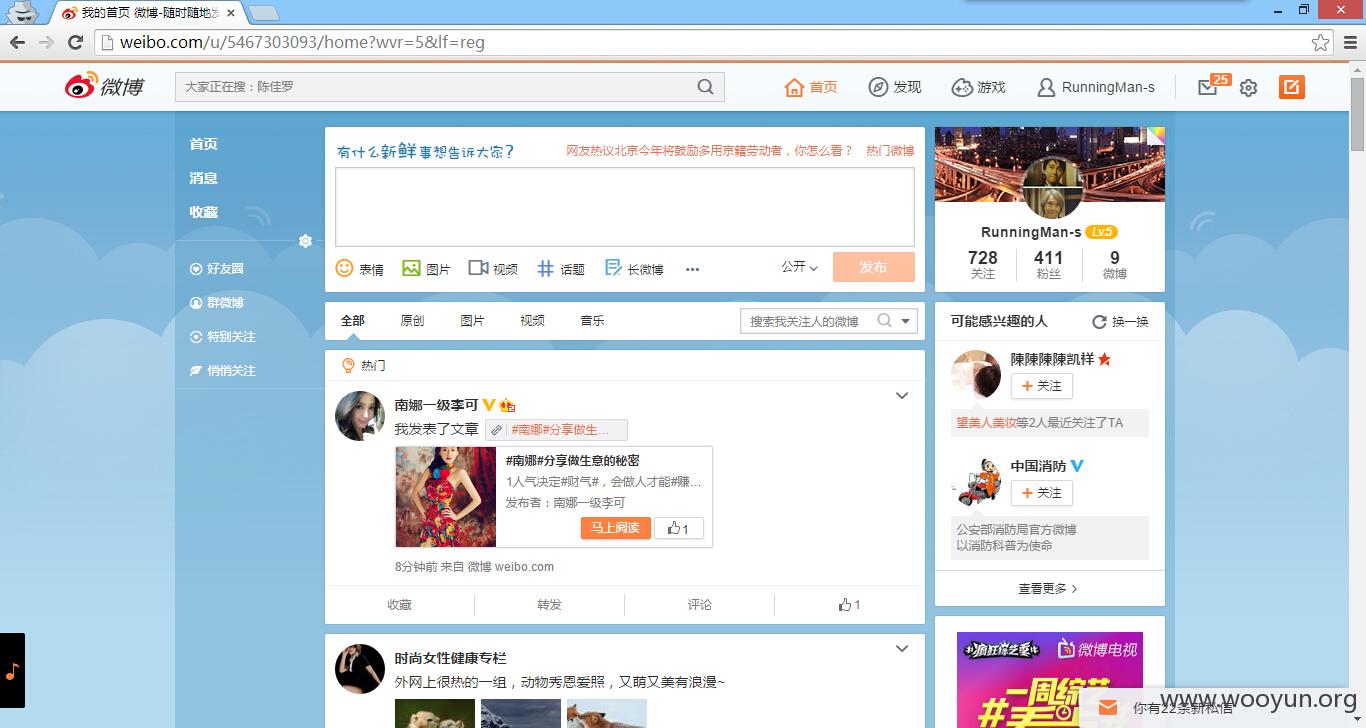 我的首页 微博-随时随地发
weibo.com/u/5467303093/home?wvr=5&lf=reg
微博
大家正在搜：陈佳罗
首页
发现
游戏
RunningMan-s
25
首页
消息
收藏
好友圈
群微博
特别关注
悄悄关注
有什么新鲜事想告诉大家?
网友热议北京今年将鼓励多用京籍劳动者，你怎么看？ 热门微博
表情 图片 视频 话题 长微博
公开
发布
全部 原创 图片 视频 音乐
搜索我关注人的微博
热门
南娜一级李可
我发表了文章 #南娜#分享做生...
#南娜#分享做生意的秘密
1人气决定#财气#，会做人才能#赚...
发布者：南娜一级李可
马上阅读
1
8分钟前 来自 微博 weibo.com
收藏 转发 评论 1
时尚女性健康专栏
外网上很热的一组，动物秀恩爱照，又萌又美有浪漫~
RunningMan-s Lv5
728 411 9
关注 粉丝 微博
可能感兴趣的人
换一换
陳陳陳陳凯样
+ 关注
望美人美妆等2人最近关注了TA
中国消防
+ 关注
公安部消防局官方微博
以消防科普为使命
查看更多
疯狂综艺季
微博电视
一周综艺
你有22条新私信
www.wooyun.org